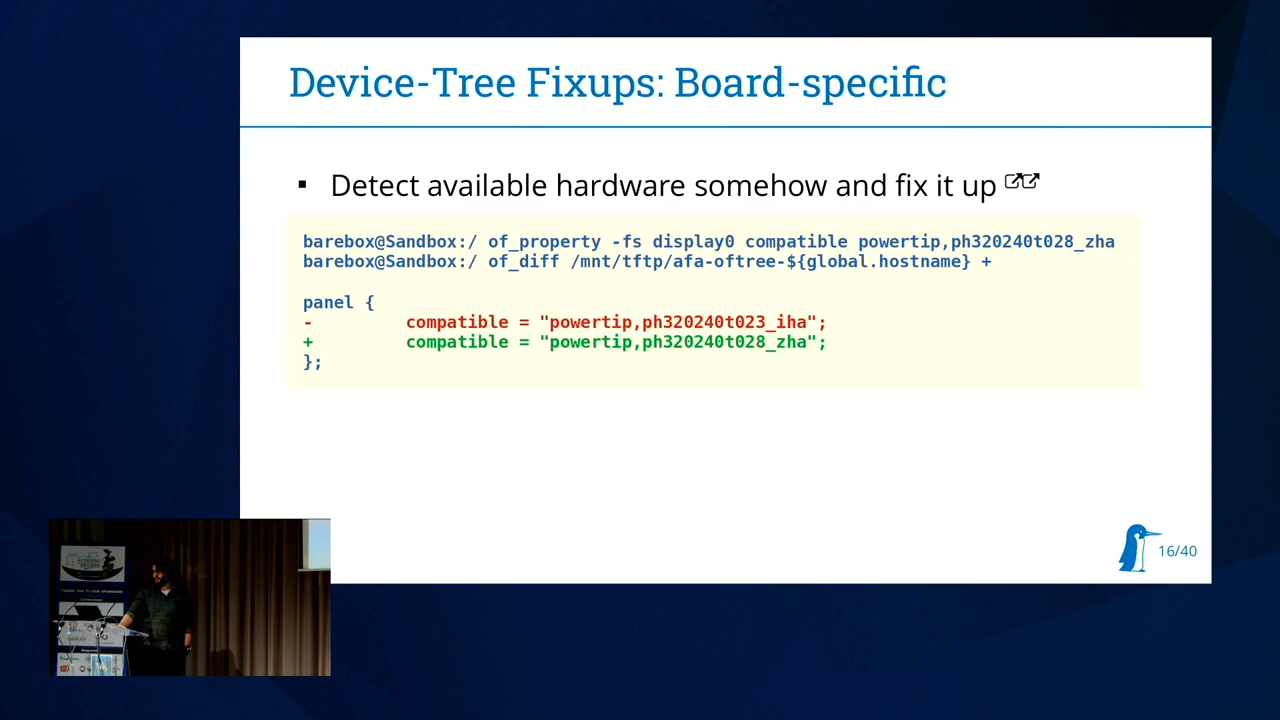 Device-Tree Fixups: Board-specific
▪ Detect available hardware somehow and fix it up
barebox@Sandbox:/ of_property -fs display0 compatible powertip,ph320240t028_zha
barebox@Sandbox:/ of_diff /mnt/tftp/afa-oftree-${global.hostname} +
panel {
-         compatible = "powertip,ph320240t023_iha";
+         compatible = "powertip,ph320240t028_zha";
};
16/40